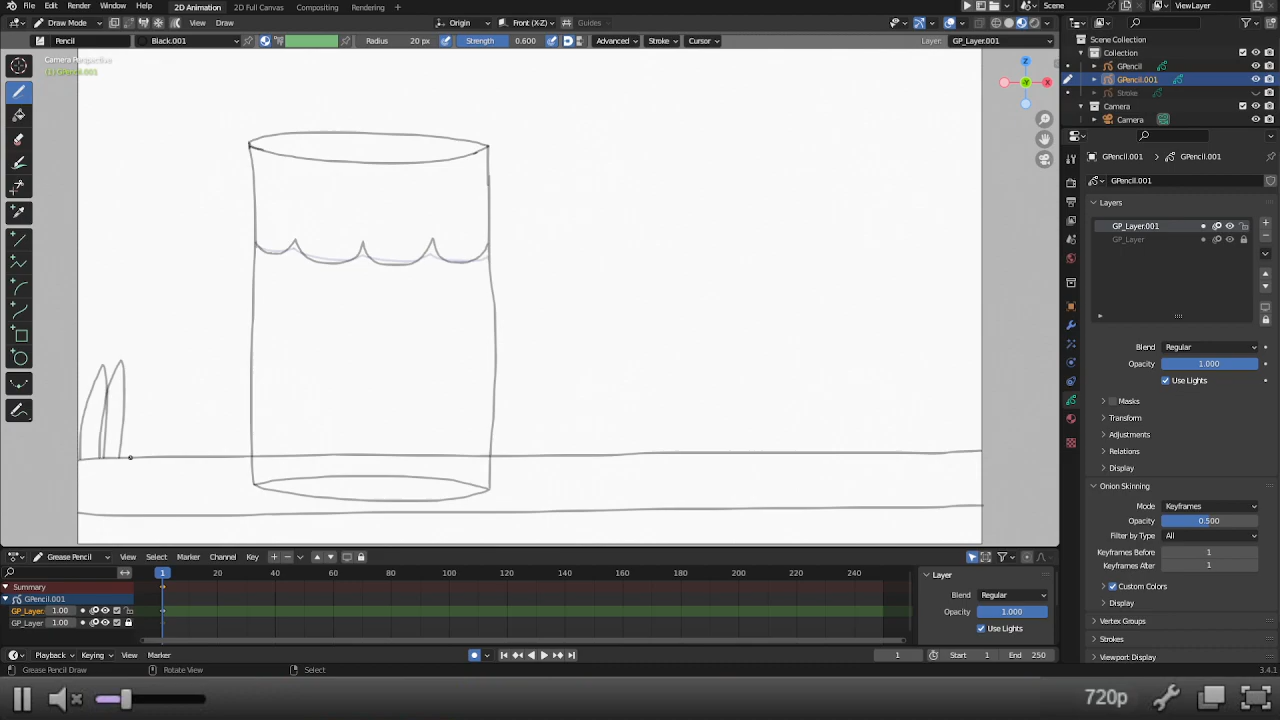 File Edit Render Window Help 2D Animation 2D Full Canvas Compositing Rendering + Scene ViewLayer
Draw Mode View Draw Origin Front (X-Z) Guides
Pencil Black.001 Radius 20 px Strength 0.600 Advanced Stroke Cursor Layer: GP_Layer.001
Camera Perspective
(1) GPencil.001
Z
X
-Y
Scene Collection
Collection
GPencil
GPencil.001
Stroke
Camera
Camera
GPencil.001 GPencil.001
GPencil.001
Layers
GP_Layer.001
GP_Layer
Blend Regular
Opacity 1.000
Use Lights
Masks
Transform
Adjustments
Relations
Display
Onion Skinning
Mode Keyframes
Opacity 0.500
Filter by Type All
Keyframes Before 1
Keyframes After 1
Custom Colors
Display
Vertex Groups
Strokes
Viewport Display
Grease Pencil View Select Marker Channel Key
1 20 40 60 80 100 120 140 160 180 200 220 240
Summary
GPencil.001
GP_Layer. 1.00
GP_Layer 1.00
Layer
Blend Regular
Opacity 1.000
Use Lights
Playback Keying View Marker 1 Start 1 End 250
Grease Pencil Draw Rotate View Select 3.4.1
720p